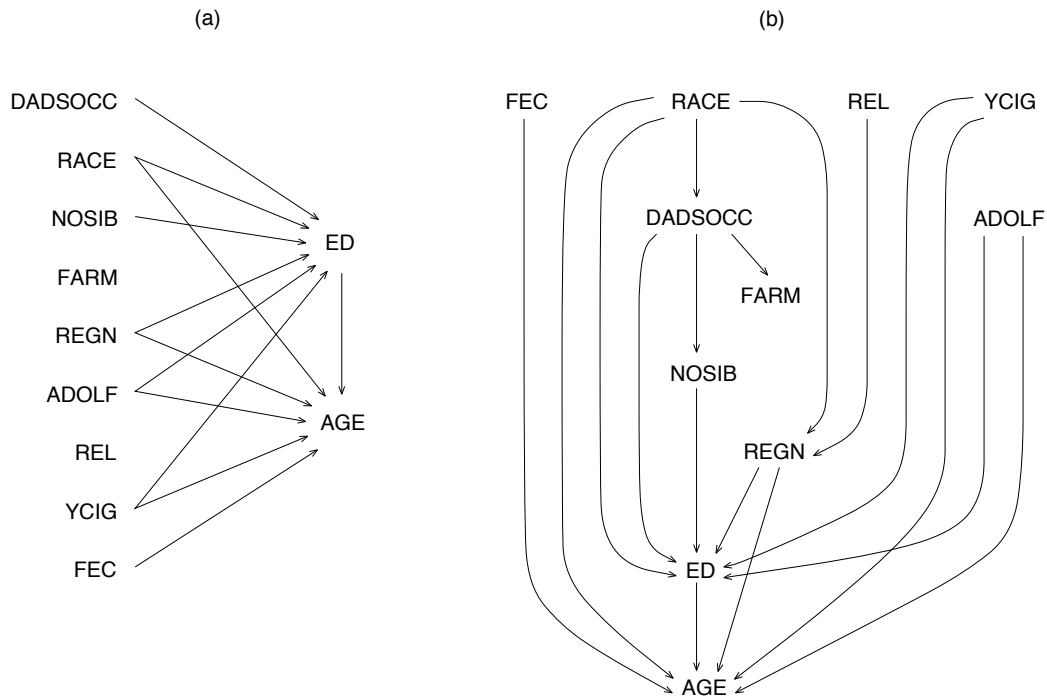 (a)
DADSOCC
RACE
NOSIB
ED
FARM
REGN
ADOLF
AGE
REL
YCIG
FEC
(b)
FEC RACE REL YCIG
DADSOCC ADOLF
FARM
NOSIB
REGN
ED
AGE